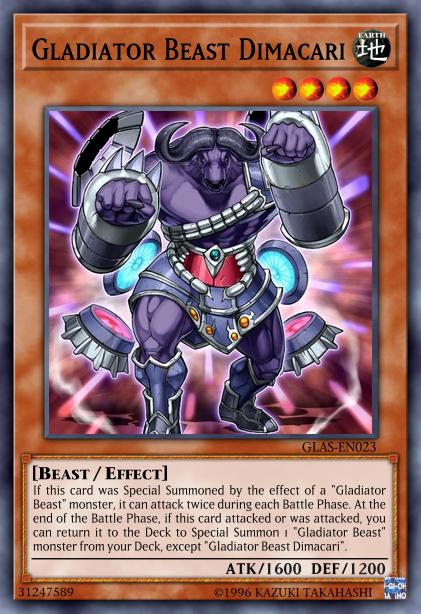 GLADIATOR BEAST DIMACARI
EARTH
地
GLAS-EN023
[BEAST / EFFECT]
If this card was Special Summoned by the effect of a "Gladiator
Beast" monster, it can attack twice during each Battle Phase. At the
end of the Battle Phase, if this card attacked or was attacked, you
can return it to the Deck to Special Summon 1 "Gladiator Beast"
monster from your Deck, except "Gladiator Beast Dimacari".
ATK/1600 DEF/1200
31247589
©1996 KAZUKI TAKAHASHI